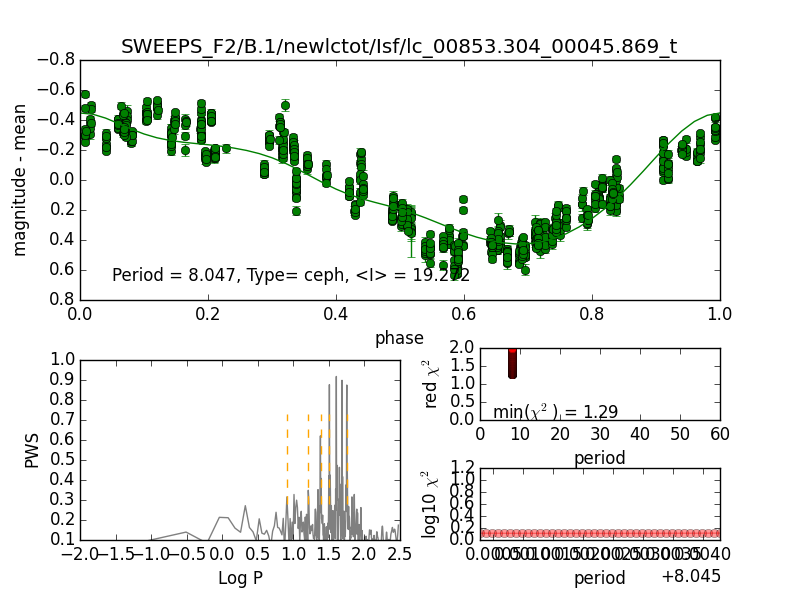 SWEEPS_F2/B.1/newlctot/Isf/lc_00853.304_00045.869_t
−0.8
−0.6
−0.4
−0.2
0.0
0.2
0.4
0.6
0.8
magnitude - mean
Period = 8.047, Type= ceph, <I> = 19.2
0.0 0.2 0.4 0.6 0.8 1.0
phase
1.0
0.9
0.8
0.7
0.6
0.5
0.4
0.3
0.2
0.1
PWS
−2.0 −1.5 −1.0 −0.5 0.0 0.5 1.0 1.5 2.0 2.5
Log P
2.0
1.5
1.0
0.5
0.0
red χ²
min(χ² ) = 1.29
0 10 20 30 40 50 60
period
1.2
1.0
0.8
0.6
0.4
0.2
0.0
log10 χ²
period
+8.045